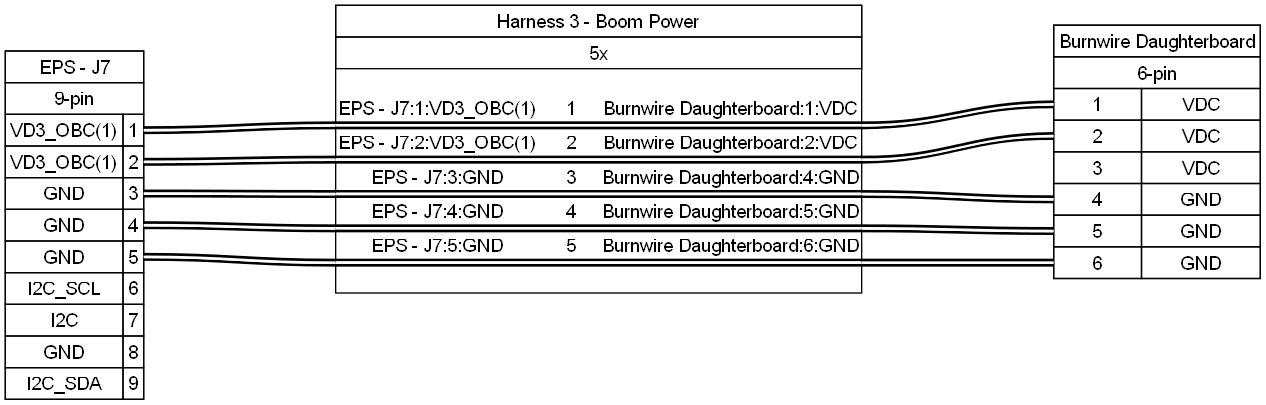 EPS - J7
9-pin
VD3_OBC(1) 1
VD3_OBC(1) 2
GND 3
GND 4
GND 5
I2C_SCL 6
I2C 7
GND 8
I2C_SDA 9
Harness 3 - Boom Power
5x
EPS - J7:1:VD3_OBC(1) 1 Burnwire Daughterboard:1:VDC
EPS - J7:2:VD3_OBC(1) 2 Burnwire Daughterboard:2:VDC
EPS - J7:3:GND 3 Burnwire Daughterboard:4:GND
EPS - J7:4:GND 4 Burnwire Daughterboard:5:GND
EPS - J7:5:GND 5 Burnwire Daughterboard:6:GND
Burnwire Daughterboard
6-pin
1 VDC
2 VDC
3 VDC
4 GND
5 GND
6 GND